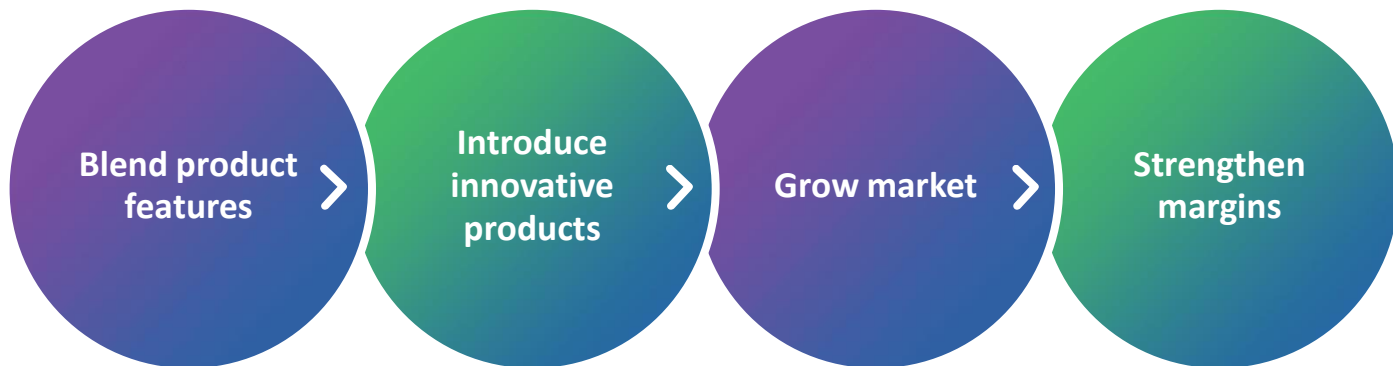 Blend product
features
Introduce
innovative
products
Grow market
Strengthen
margins